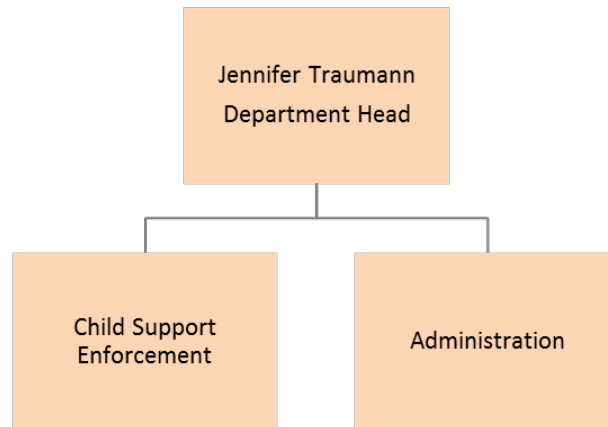 Jennifer Traumann
Department Head
Child Support
Enforcement
Administration